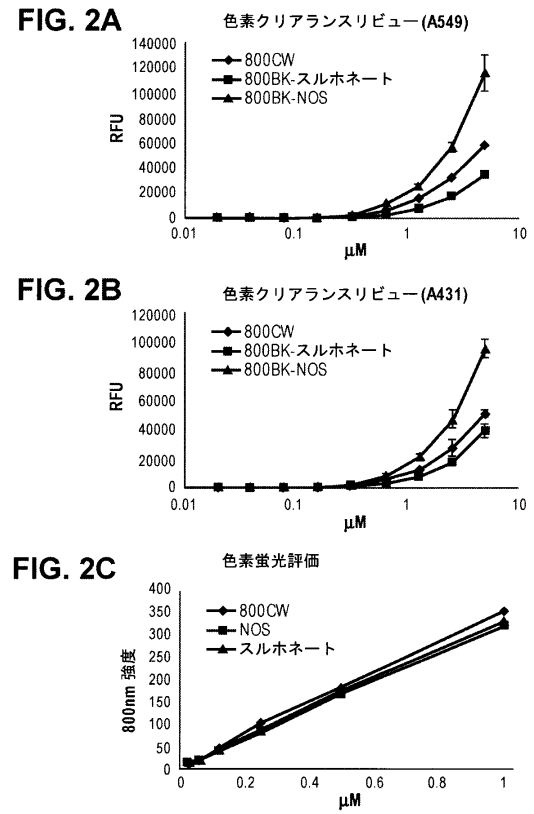 FIG. 2A
色素クリアランスリビュー(A549)
140000
120000
100000
80000
60000
40000
20000
0
RFU
800CW
800BK-スルホネート
800BK-NOS
0.01
0.1
1
10
μM
FIG. 2B
色素クリアランスリビュー(A431)
120000
100000
80000
60000
40000
20000
0
RFU
800CW
800BK-スルホネート
800BK-NOS
0.01
0.1
1
10
μM
FIG. 2C
色素蛍光評価
400
350
300
250
200
150
100
50
0
800nm 強度
800CW
NOS
スルホネート
0
0.2
0.4
0.6
0.8
1
μM